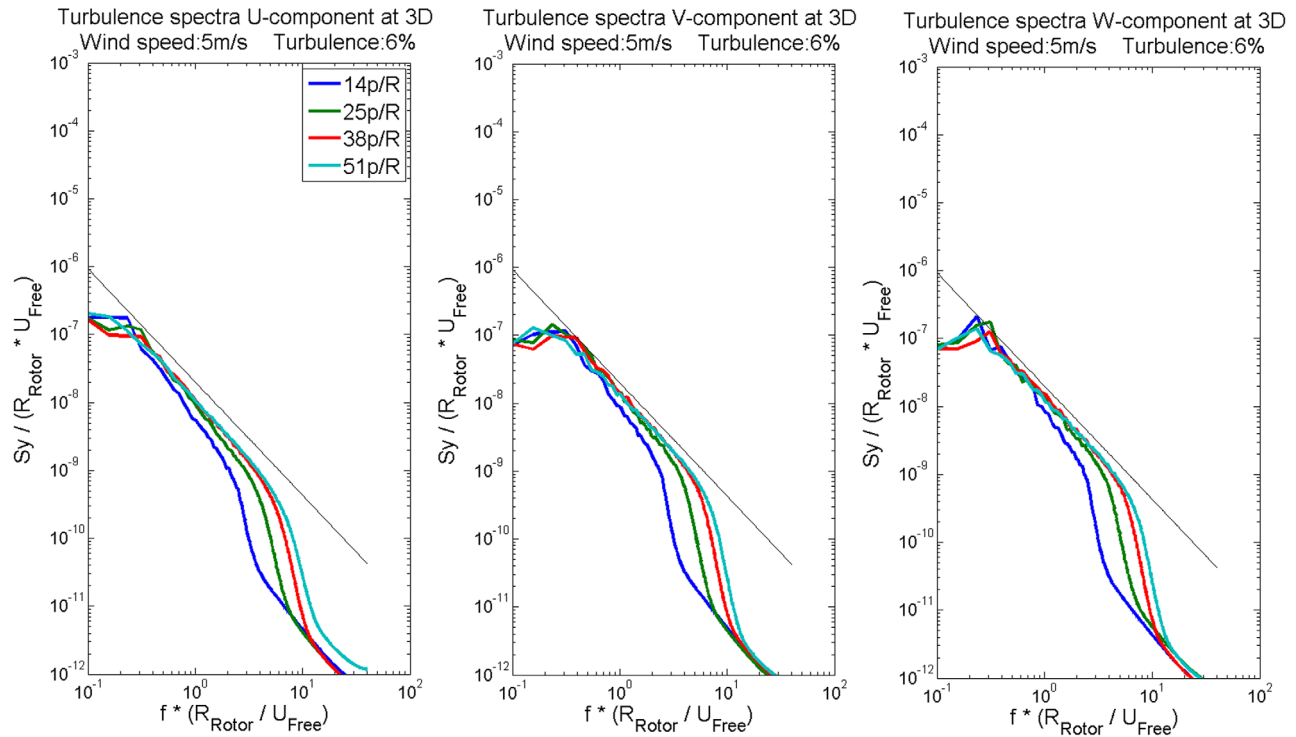 Turbulence spectra U-component at 3D
Wind speed:5m/s Turbulence:6%
10^-3
10^-4
10^-5
10^-6
10^-7
10^-8
10^-9
10^-10
10^-11
10^-12
Sy / (R_Rotor * U_Free)
14p/R
25p/R
38p/R
51p/R
10^-1 10^0 10^1 10^2
f * (R_Rotor / U_Free)
Turbulence spectra V-component at 3D
Wind speed:5m/s Turbulence:6%
10^-3
10^-4
10^-5
10^-6
10^-7
10^-8
10^-9
10^-10
10^-11
10^-12
Sy / (R_Rotor * U_Free)
10^-1 10^0 10^1 10^2
f * (R_Rotor / U_Free)
Turbulence spectra W-component at 3D
Wind speed:5m/s Turbulence:6%
10^-3
10^-4
10^-5
10^-6
10^-7
10^-8
10^-9
10^-10
10^-11
10^-12
Sy / (R_Rotor * U_Free)
10^-1 10^0 10^1 10^2
f * (R_Rotor / U_Free)